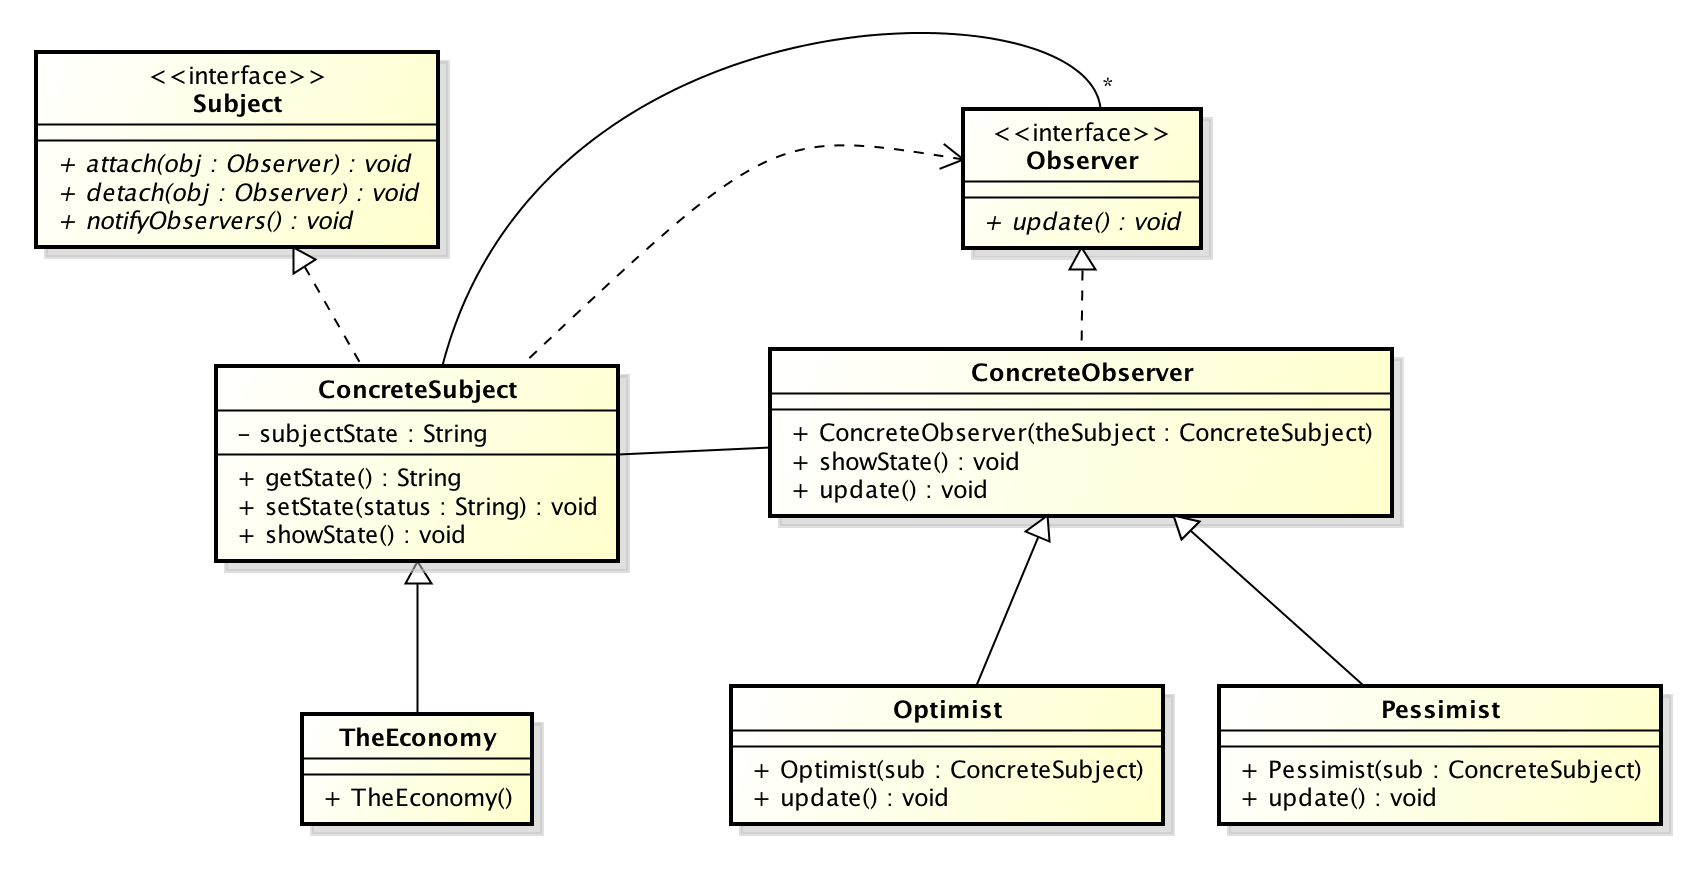 <<interface>>
Subject
+ attach(obj : Observer) : void
+ detach(obj : Observer) : void
+ notifyObservers() : void
*
<<interface>>
Observer
+ update() : void
ConcreteSubject
– subjectState : String
+ getState() : String
+ setState(status : String) : void
+ showState() : void
ConcreteObserver
+ ConcreteObserver(theSubject : ConcreteSubject)
+ showState() : void
+ update() : void
TheEconomy
+ TheEconomy()
Optimist
+ Optimist(sub : ConcreteSubject)
+ update() : void
Pessimist
+ Pessimist(sub : ConcreteSubject)
+ update() : void